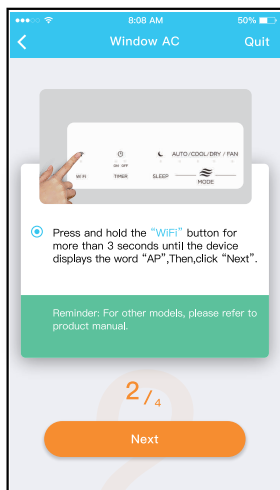 8:08 AM
50%
Window AC
Quit
AUTO/COOL/DRY / FAN
ON OFF
WIFI TIMER SLEEP MODE
Press and hold the “WiFi” button for
more than 3 seconds until the device
displays the word “AP”,Then,click “Next”.
Reminder: For other models, please refer to
product manual.
2/4
Next